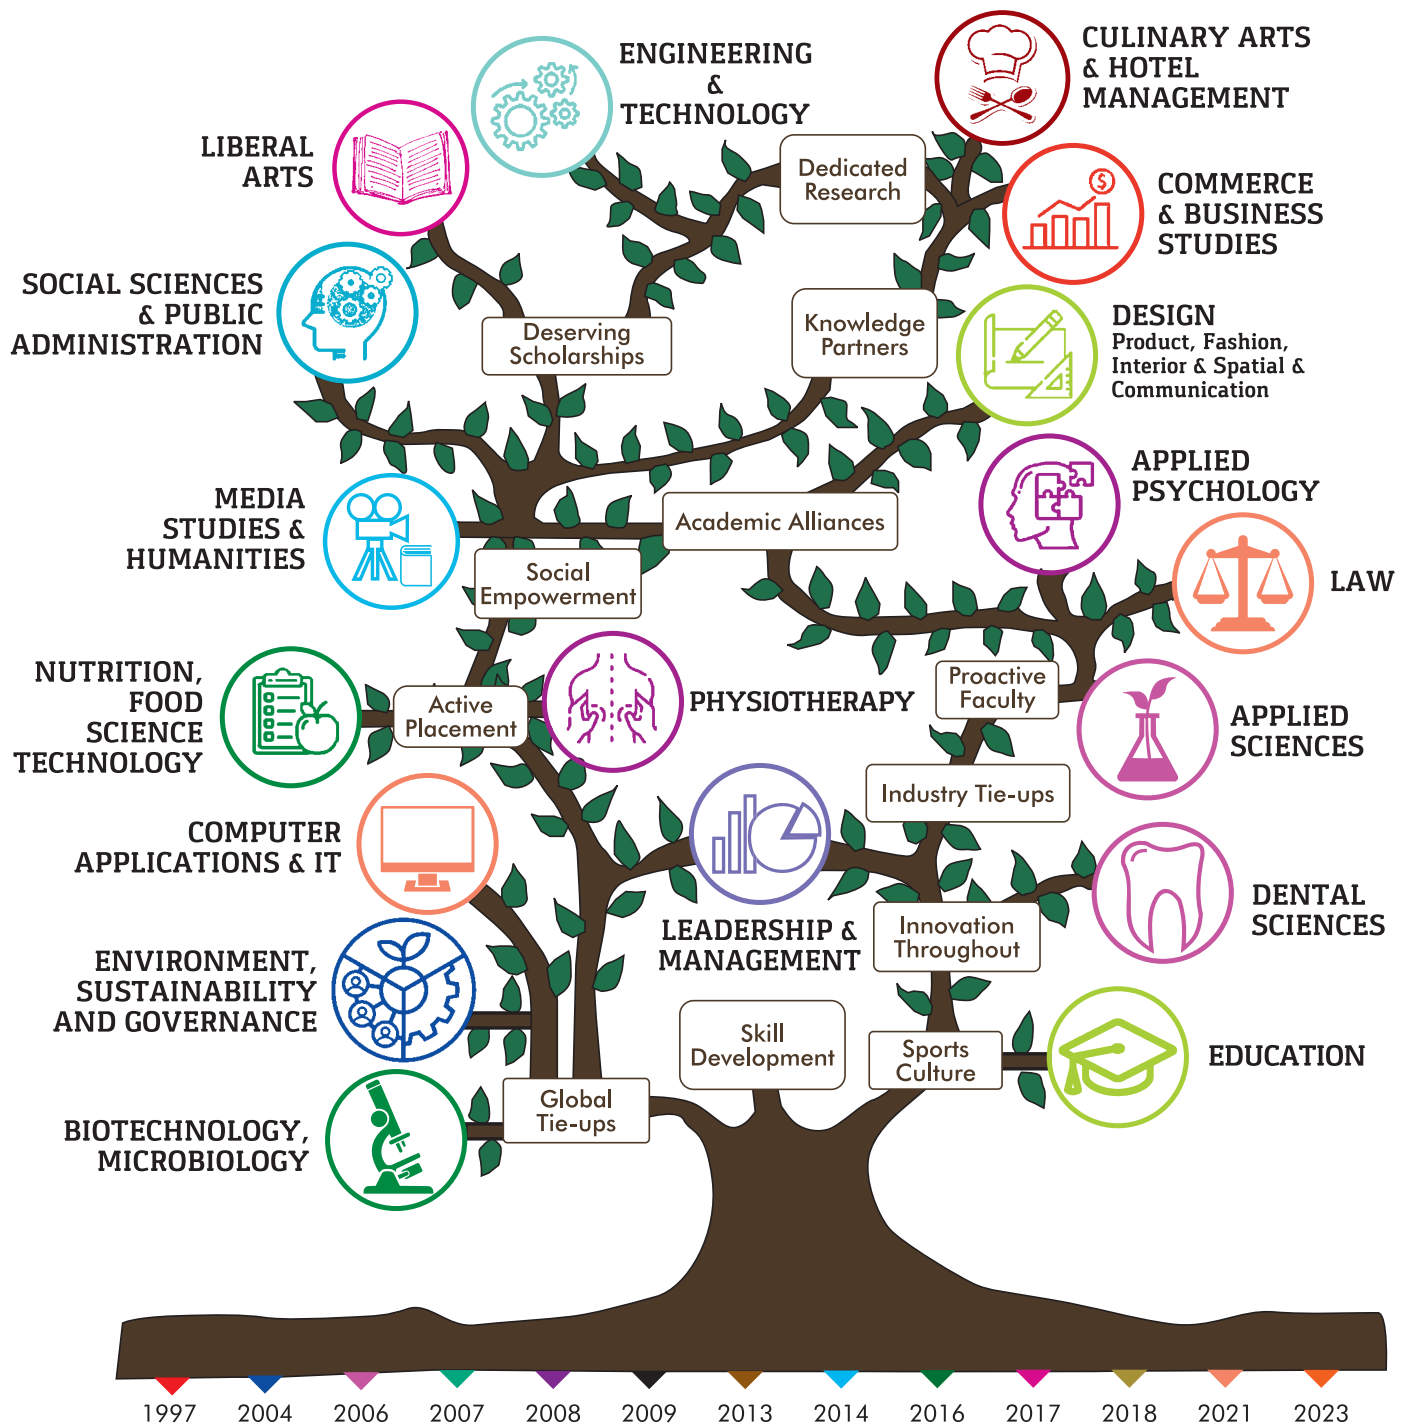 ENGINEERING
&
TECHNOLOGY
CULINARY ARTS
& HOTEL
MANAGEMENT
LIBERAL
ARTS
Dedicated
Research
COMMERCE
& BUSINESS
STUDIES
$
SOCIAL SCIENCES
& PUBLIC
ADMINISTRATION
Deserving
Scholarships
Knowledge
Partners
DESIGN
Product, Fashion,
Interior & Spatial &
Communication
APPLIED
PSYCHOLOGY
MEDIA
STUDIES &
HUMANITIES
Academic Alliances
Social
Empowerment
LAW
NUTRITION,
FOOD
SCIENCE
TECHNOLOGY
Active
Placement
PHYSIOTHERAPY
Proactive
Faculty
APPLIED
SCIENCES
Industry Tie-ups
COMPUTER
APPLICATIONS & IT
LEADERSHIP &
MANAGEMENT
Innovation
Throughout
DENTAL
SCIENCES
ENVIRONMENT,
SUSTAINABILITY
AND GOVERNANCE
Skill
Development
Sports
Culture
EDUCATION
Global
Tie-ups
BIOTECHNOLOGY,
MICROBIOLOGY
1997 2004 2006 2007 2008 2009 2013 2014 2016 2017 2018 2021 2023